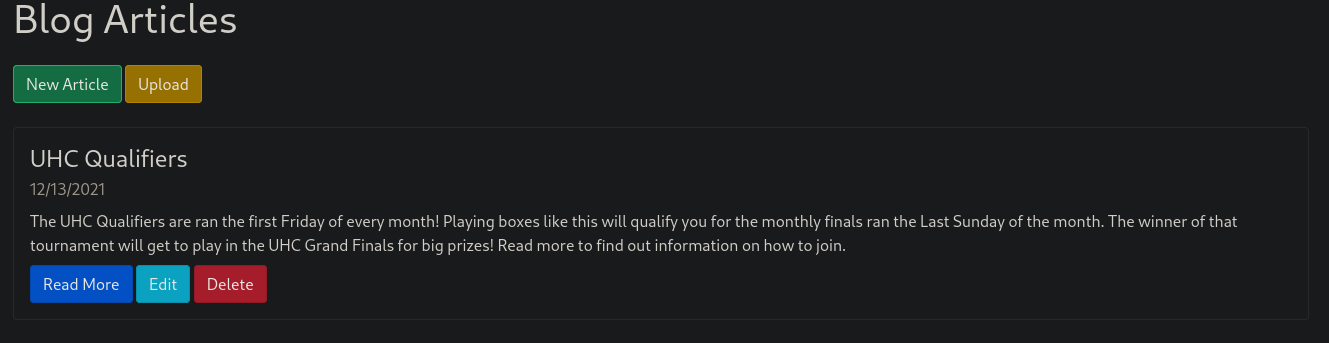 Blog Articles
New Article Upload
UHC Qualifiers
12/13/2021
The UHC Qualifiers are ran the first Friday of every month! Playing boxes like this will qualify you for the monthly finals ran the Last Sunday of the month. The winner of that
tournament will get to play in the UHC Grand Finals for big prizes! Read more to find out information on how to join.
Read More Edit Delete